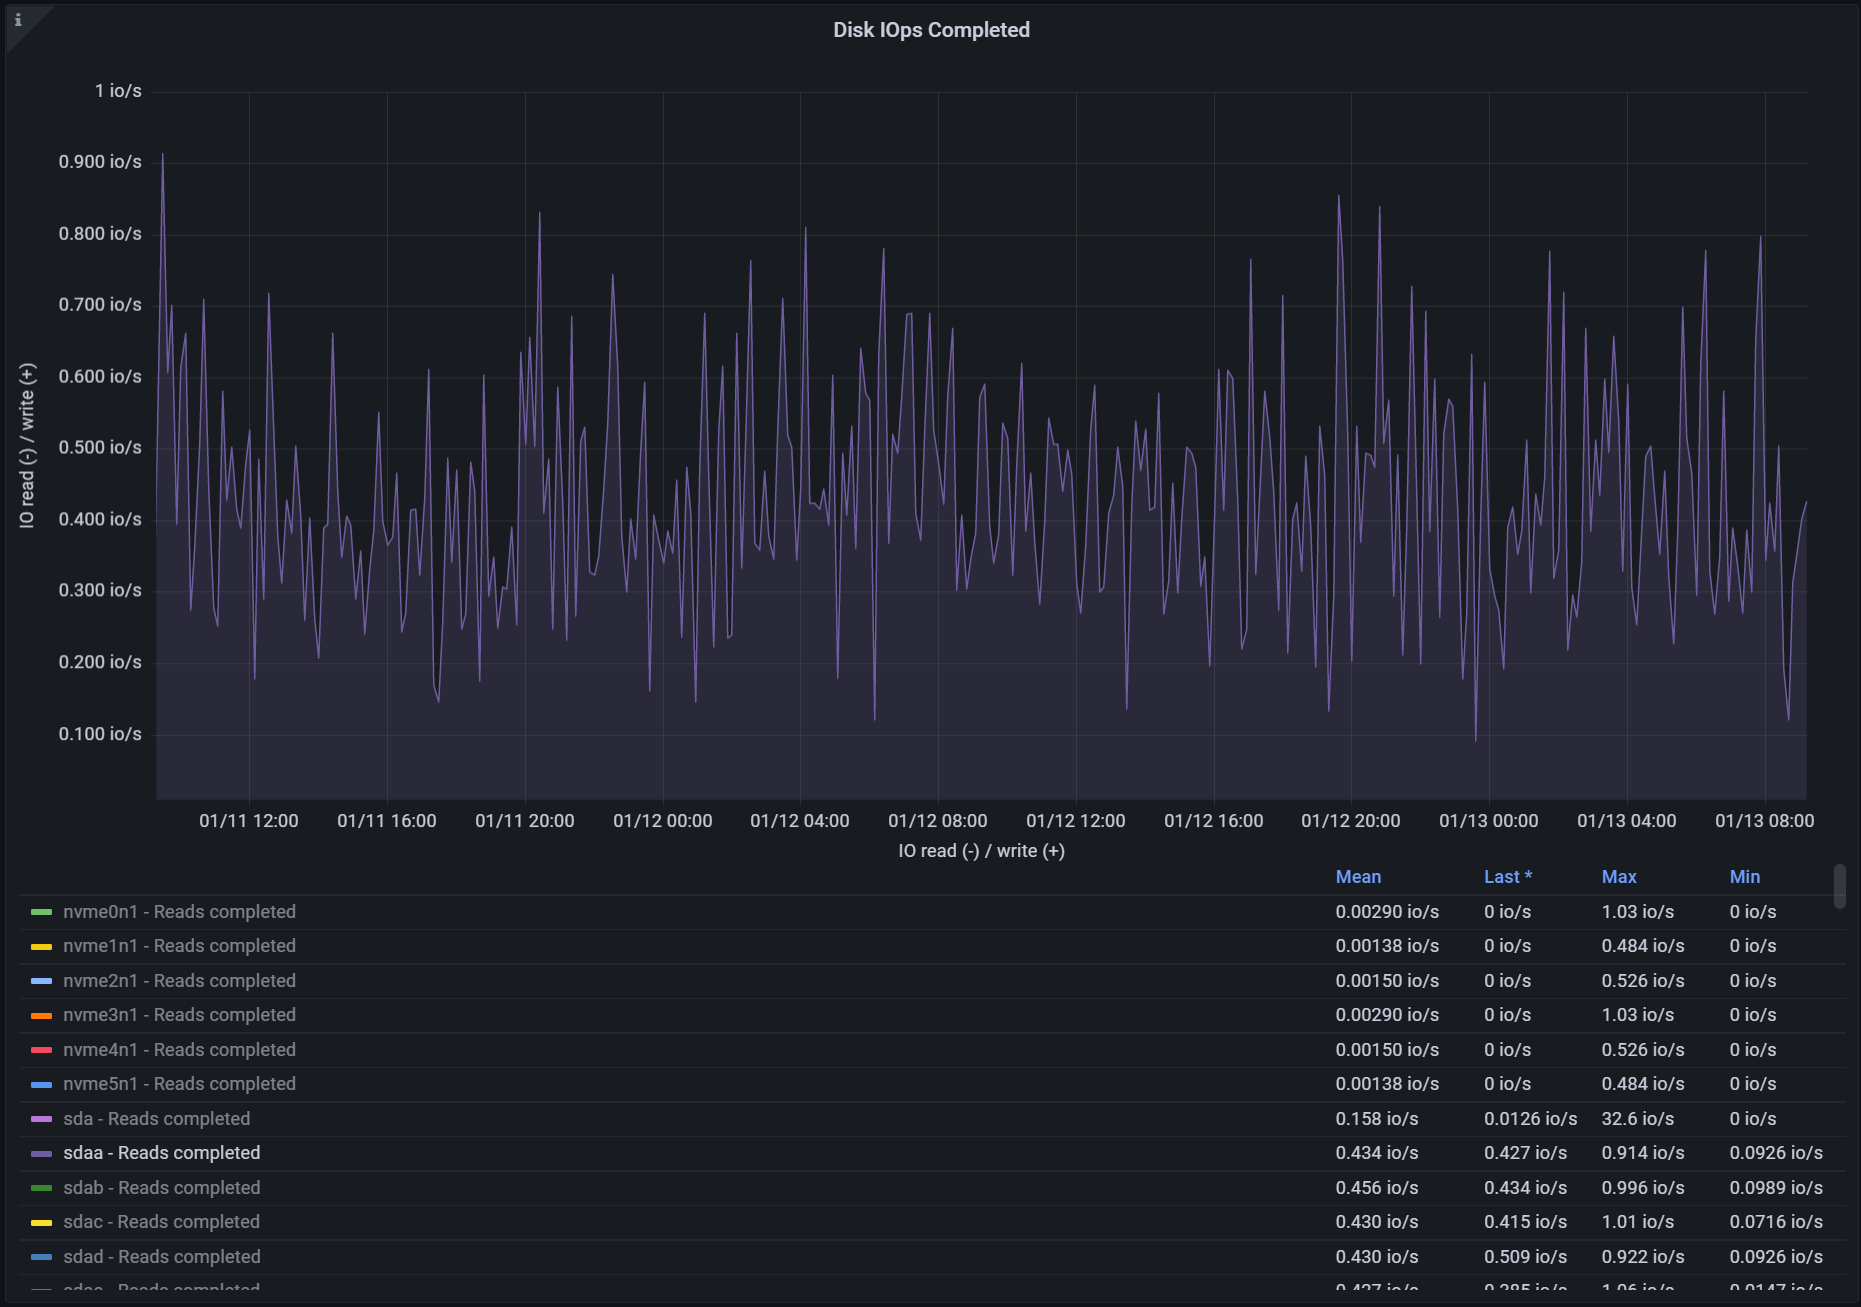 i
Disk IOps Completed
1 io/s
0.900 io/s
0.800 io/s
0.700 io/s
0.600 io/s
0.500 io/s
0.400 io/s
0.300 io/s
0.200 io/s
0.100 io/s
IO read (-) / write (+)
01/11 12:00 01/11 16:00 01/11 20:00 01/12 00:00 01/12 04:00 01/12 08:00 01/12 12:00 01/12 16:00 01/12 20:00 01/13 00:00 01/13 04:00 01/13 08:00
IO read (-) / write (+)
Mean Last * Max Min
nvme0n1 - Reads completed 0.00290 io/s 0 io/s 1.03 io/s 0 io/s
nvme1n1 - Reads completed 0.00138 io/s 0 io/s 0.484 io/s 0 io/s
nvme2n1 - Reads completed 0.00150 io/s 0 io/s 0.526 io/s 0 io/s
nvme3n1 - Reads completed 0.00290 io/s 0 io/s 1.03 io/s 0 io/s
nvme4n1 - Reads completed 0.00150 io/s 0 io/s 0.526 io/s 0 io/s
nvme5n1 - Reads completed 0.00138 io/s 0 io/s 0.484 io/s 0 io/s
sda - Reads completed 0.158 io/s 0.0126 io/s 32.6 io/s 0 io/s
sdaa - Reads completed 0.434 io/s 0.427 io/s 0.914 io/s 0.0926 io/s
sdab - Reads completed 0.456 io/s 0.434 io/s 0.996 io/s 0.0989 io/s
sdac - Reads completed 0.430 io/s 0.415 io/s 1.01 io/s 0.0716 io/s
sdad - Reads completed 0.430 io/s 0.509 io/s 0.922 io/s 0.0926 io/s